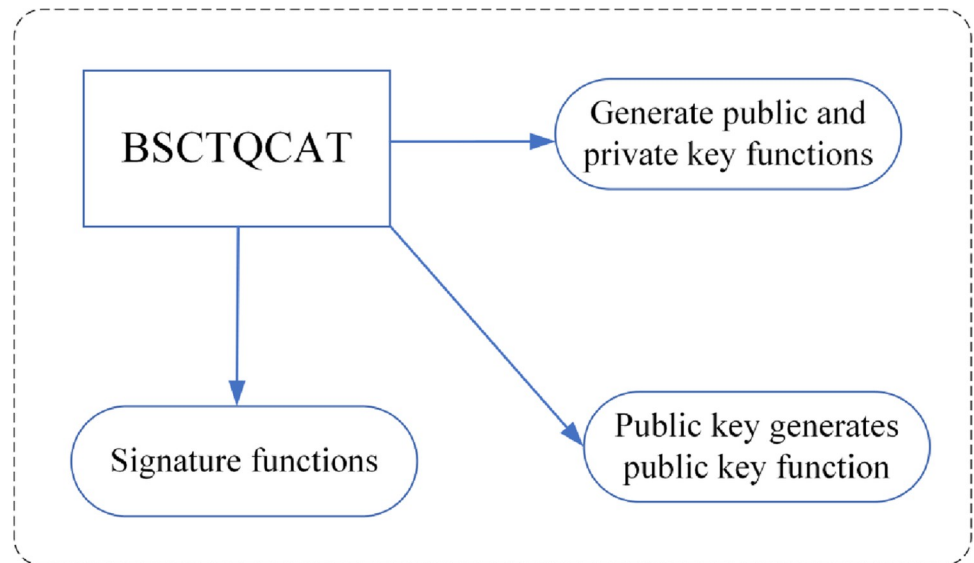 BSCTQCAT
Generate public and
private key functions
Signature functions
Public key generates
public key function